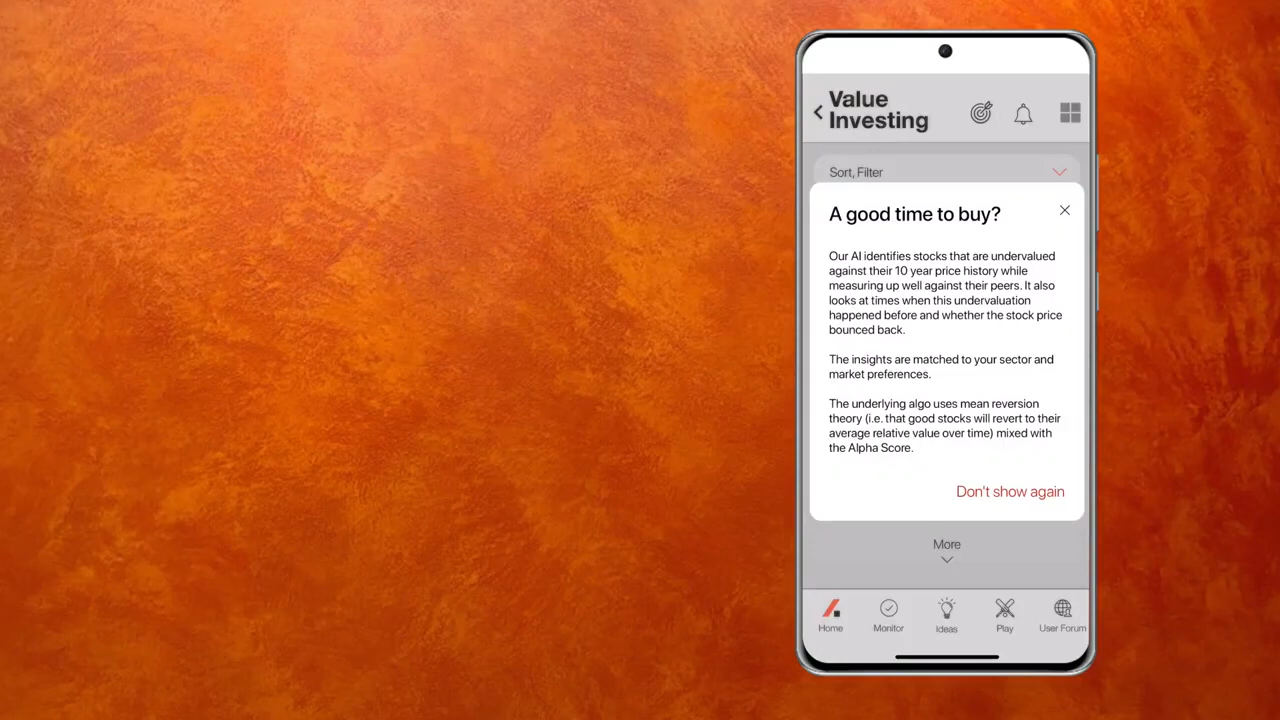 Value
Investing
Sort, Filter
A good time to buy?
Our AI identifies stocks that are undervalued
against their 10 year price history while
measuring up well against their peers. It also
looks at times when this undervaluation
happened before and whether the stock price
bounced back.
The insights are matched to your sector and
market preferences.
The underlying algo uses mean reversion
theory (i.e. that good stocks will revert to their
average relative value over time) mixed with
the Alpha Score.
Don't show again
More
Home
Monitor
Ideas
Play
User Forum